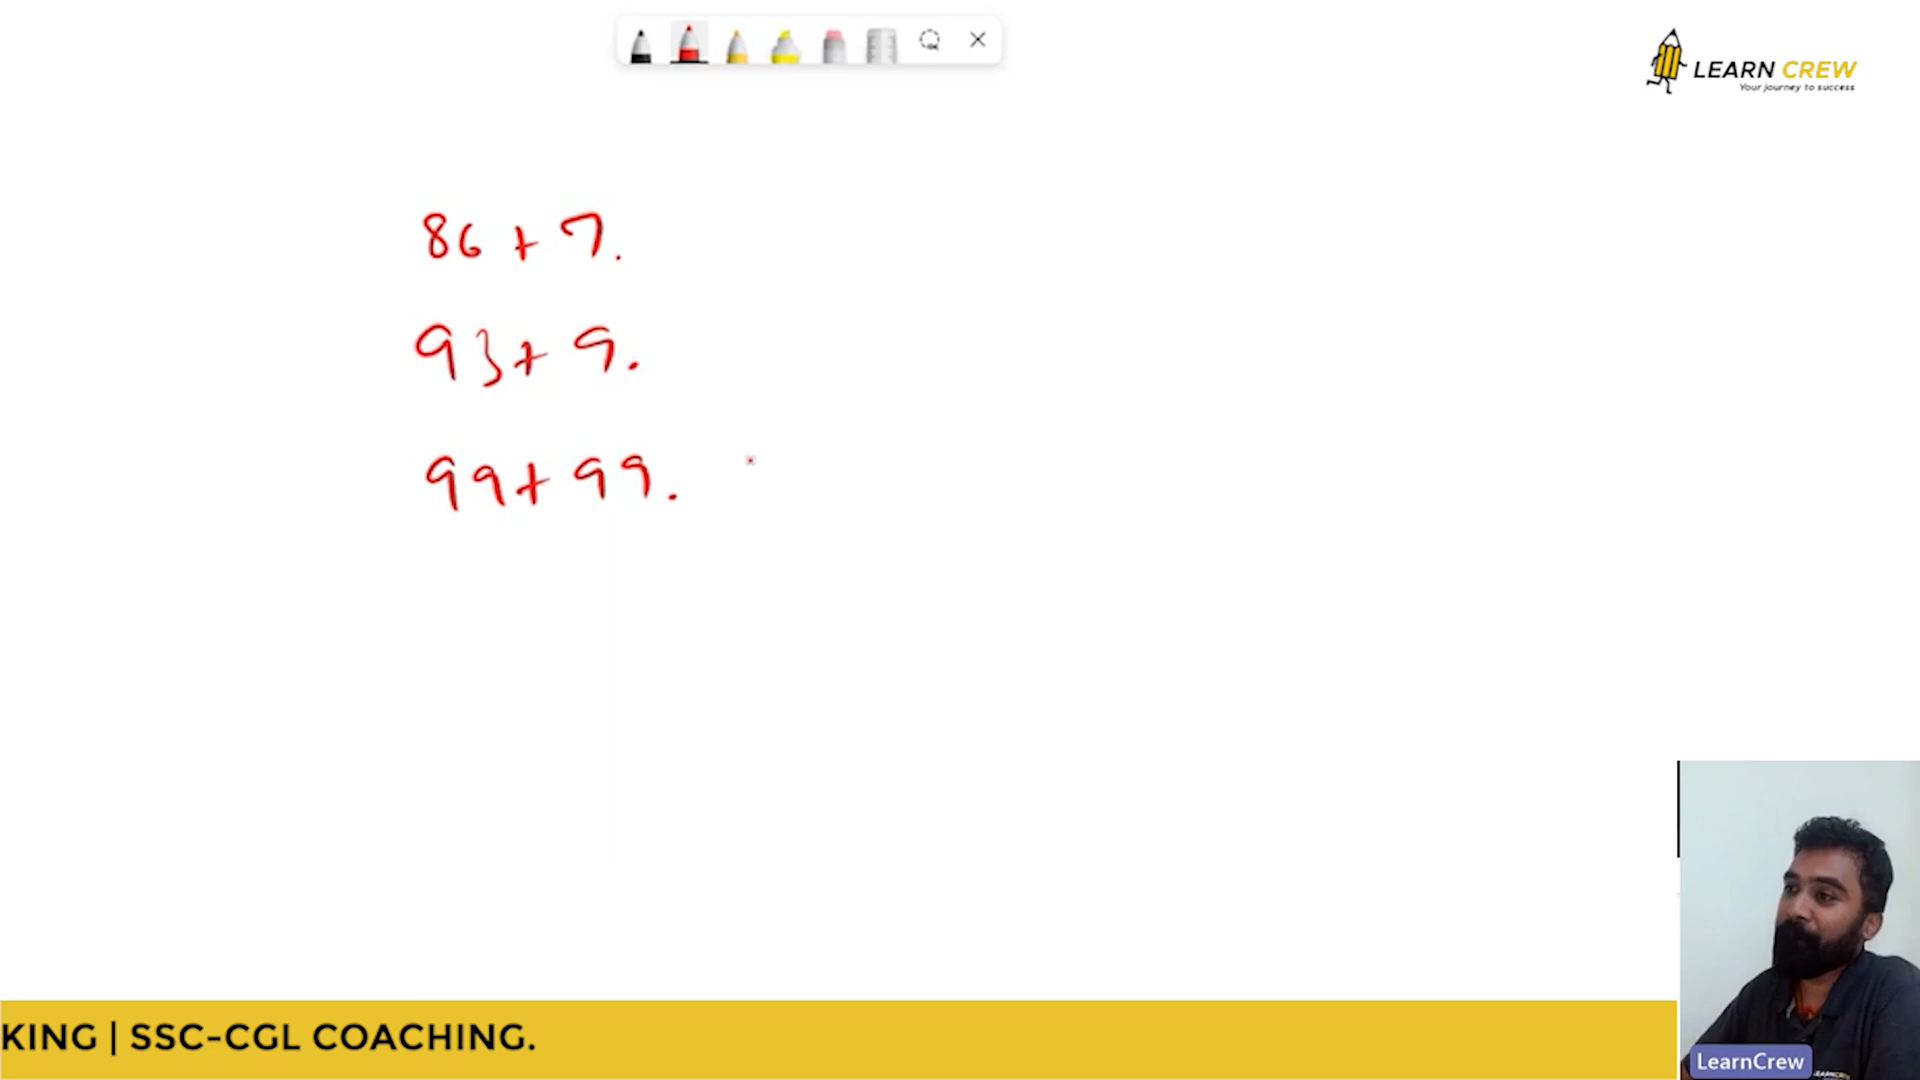 LEARN CREW
Your journey to success
86 + 7.
93 + 9.
99 + 99.
KING | SSC-CGL COACHING.
LearnCrew